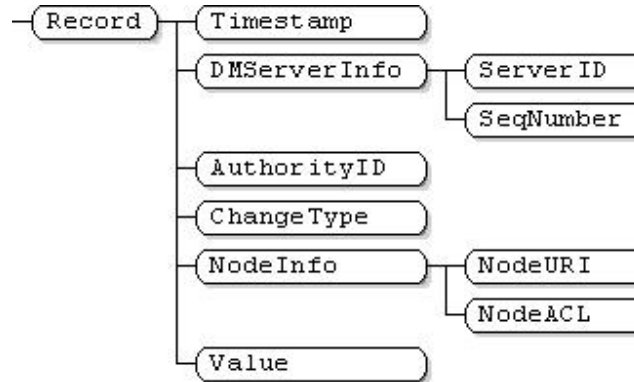 Record
Timestamp
DMServerInfo
ServerID
SeqNumber
AuthorityID
ChangeType
NodeInfo
NodeURI
NodeACL
Value